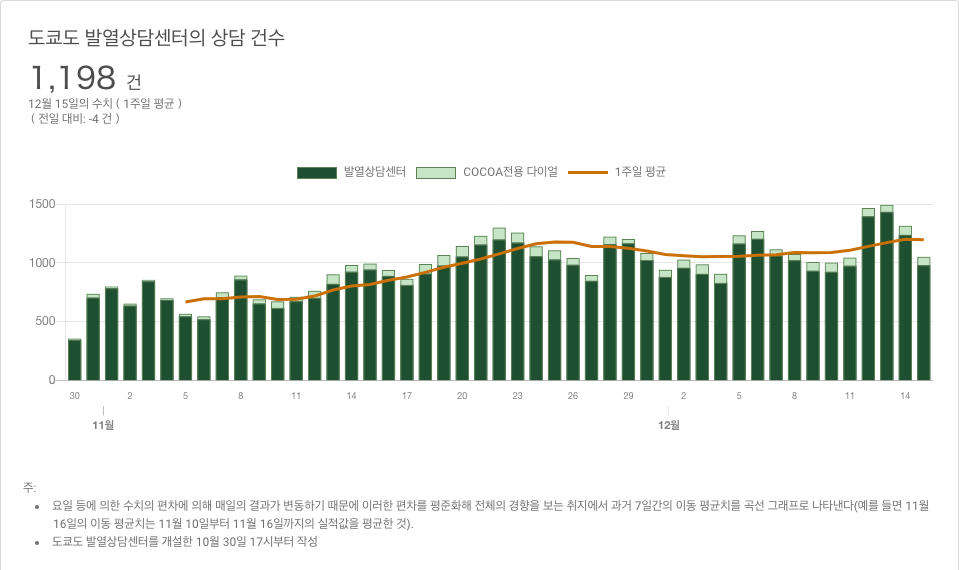 도쿄도 발열상담센터의 상담 건수
1,198 건
12월 15일의 수치 ( 1주일 평균 )
( 전일 대비: -4 건 )
발열상담센터 COCOA전용 다이얼 1주일 평균
1500
1000
500
0
30 2 5 8 11 14 17 20 23 26 29 2 5 8 11 14
11월 12월
주:
요일 등에 의한 수치의 편차에 의해 매일의 결과가 변동하기 때문에 이러한 편차를 평준화해 전체의 경향을 보는 취지에서 과거 7일간의 이동 평균치를 곡선 그래프로 나타낸다(예를 들면 11월
16일의 이동 평균치는 11월 10일부터 11월 16일까지의 실적값을 평균한 것).
도쿄도 발열상담센터를 개설한 10월 30일 17시부터 작성